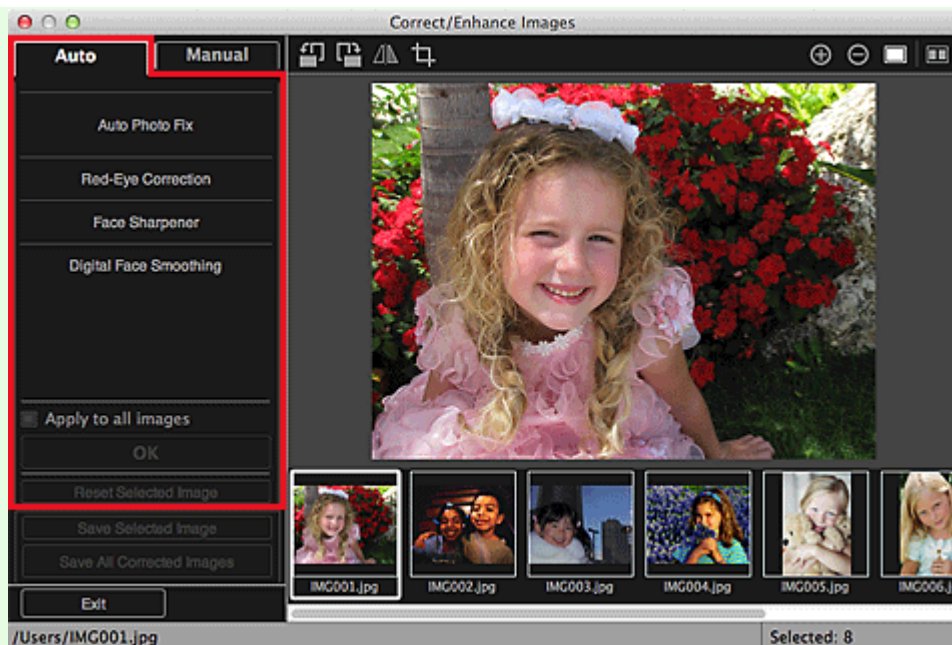 Correct/Enhance Images
Auto Manual
Auto Photo Fix
Red-Eye Correction
Face Sharpener
Digital Face Smoothing
Apply to all images
OK
Reset Selected Image
Save Selected Image
Save All Corrected Images
Exit
IMG001.jpg IMG002.jpg IMG003.jpg IMG004.jpg IMG005.jpg IMG006.j
/Users/IMG001.jpg Selected: 8